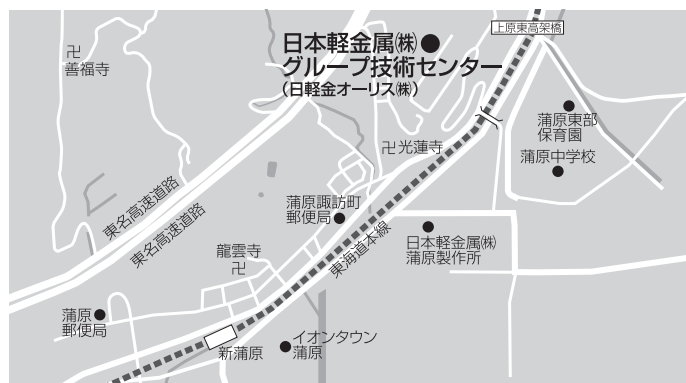 上原東高架橋
日本軽金属㈱
グループ技術センター
（日軽金オーリス㈱）
卍
善福寺
蒲原東部
保育園
卍光蓮寺
蒲原中学校
東名高速道路
東名高速道路
蒲原諏訪町
郵便局
日本軽金属㈱
蒲原製作所
東海道本線
龍雲寺
卍
蒲原
郵便局
新蒲原
イオンタウン
蒲原